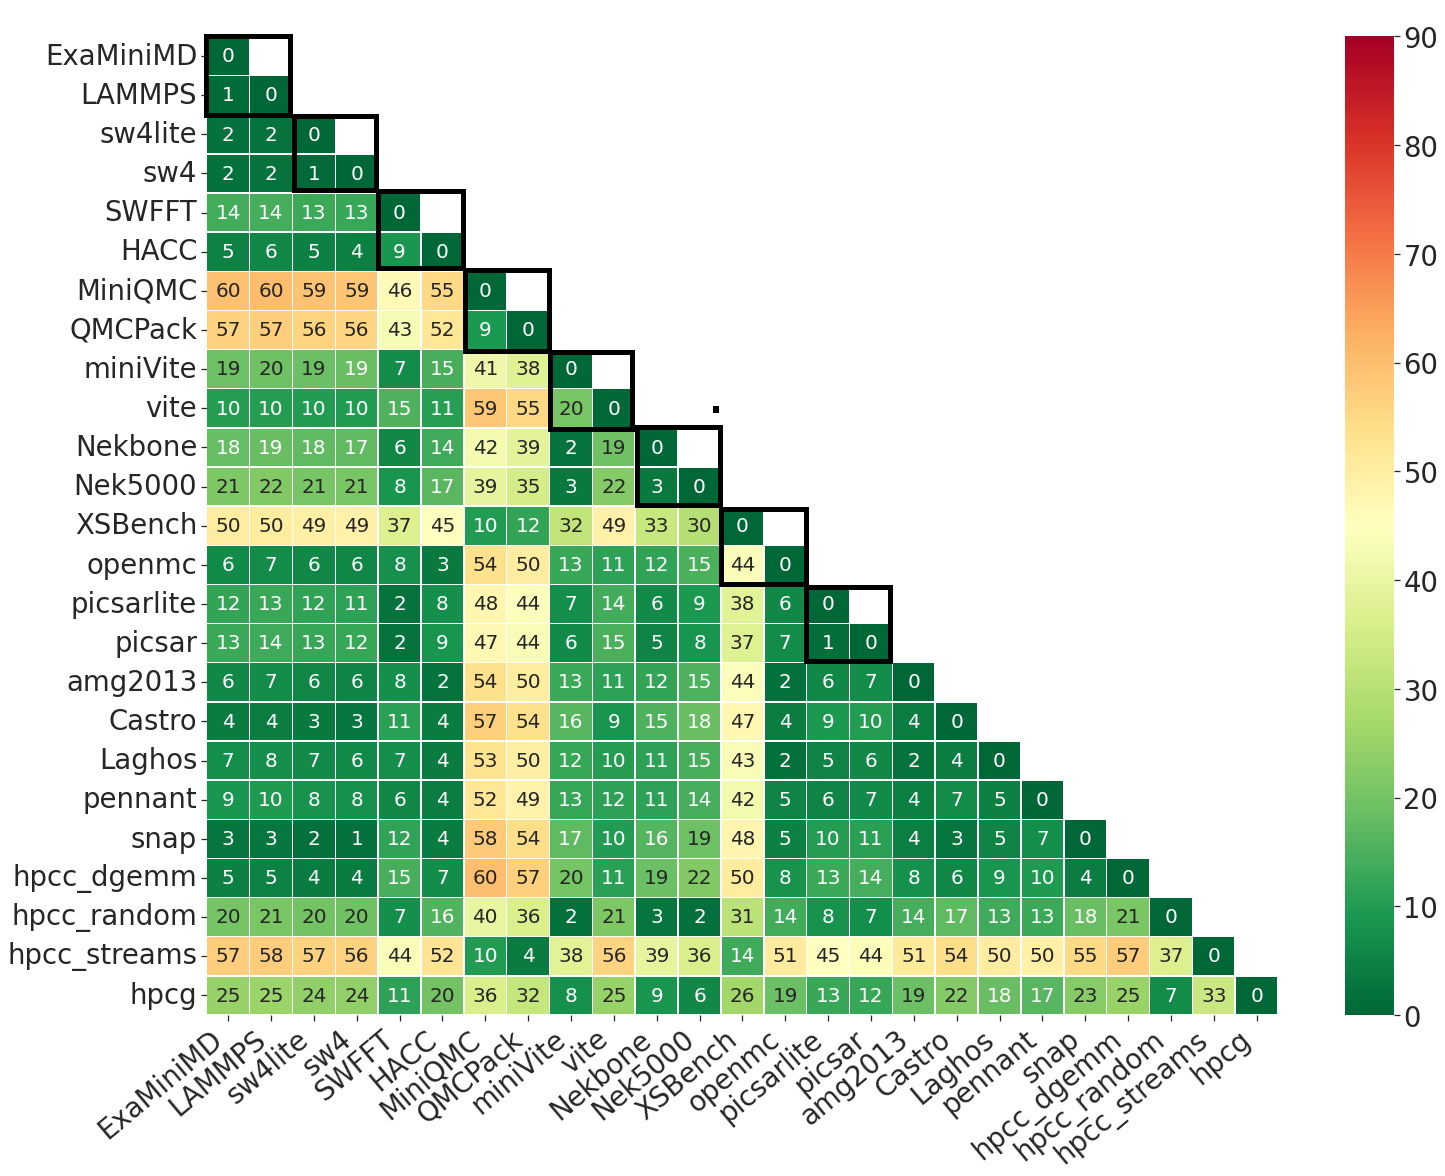 ExaMiniMD 0
LAMMPS 1 0
sw4lite 2 2 0
sw4 2 2 1 0
SWFFT 14 14 13 13 0
HACC 5 6 5 4 9 0
MiniQMC 60 60 59 59 46 55 0
QMCPack 57 57 56 56 43 52 9 0
miniVite 19 20 19 19 7 15 41 38 0
vite 10 10 10 10 15 11 59 55 20 0
Nekbone 18 19 18 17 6 14 42 39 2 19 0
Nek5000 21 22 21 21 8 17 39 35 3 22 3 0
XSBench 50 50 49 49 37 45 10 12 32 49 33 30 0
openmc 6 7 6 6 8 3 54 50 13 11 12 15 44 0
picsarlite 12 13 12 11 2 8 48 44 7 14 6 9 38 6 0
picsar 13 14 13 12 2 9 47 44 6 15 5 8 37 7 1 0
amg2013 6 7 6 6 8 2 54 50 13 11 12 15 44 2 6 7 0
Castro 4 4 3 3 11 4 57 54 16 9 15 18 47 4 9 10 4 0
Laghos 7 8 7 6 7 4 53 50 12 10 11 15 43 2 5 6 2 4 0
pennant 9 10 8 8 6 4 52 49 13 12 11 14 42 5 6 7 4 7 5 0
snap 3 3 2 1 12 4 58 54 17 10 16 19 48 5 10 11 4 3 5 7 0
hpcc_dgemm 5 5 4 4 15 7 60 57 20 11 19 22 50 8 13 14 8 6 9 10 4 0
hpcc_random 20 21 20 20 7 16 40 36 2 21 3 2 31 14 8 7 14 17 13 13 18 21 0
hpcc_streams 57 58 57 56 44 52 10 4 38 56 39 36 14 51 45 44 51 54 50 50 55 57 37 0
hpcg 25 25 24 24 11 20 36 32 8 25 9 6 26 19 13 12 19 22 18 17 23 25 7 33 0
ExaMiniMD
LAMMPS
sw4lite
sw4
SWFFT
HACC
MiniQMC
QMCPack
miniVite
vite
Nekbone
Nek5000
XSBench
openmc
picsarlite
picsar
amg2013
Castro
Laghos
pennant
snap
hpcc_dgemm
hpcc_random
hpcc_streams
hpcg
90
80
70
60
50
40
30
20
10
0